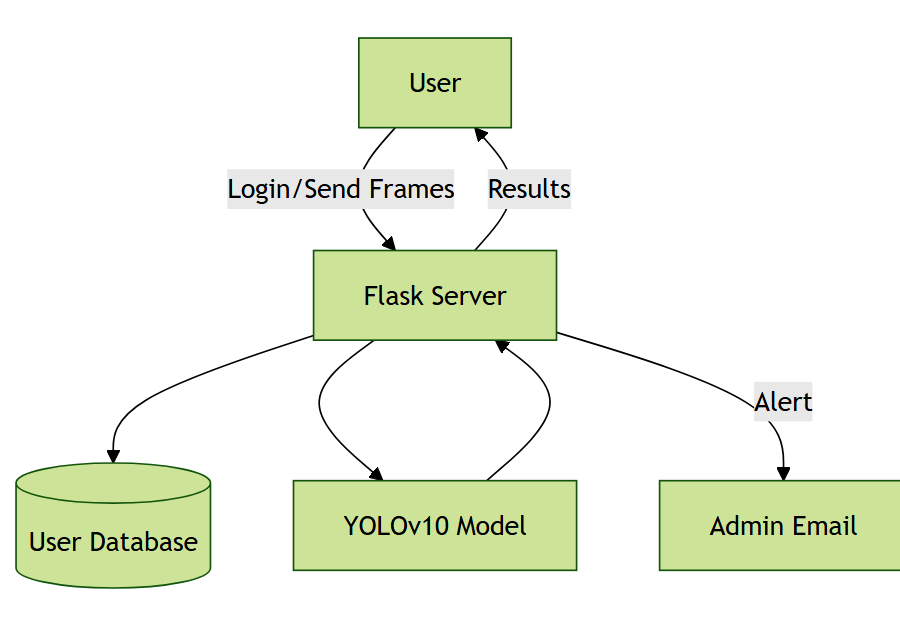 User
Login/Send Frames
Results
Flask Server
Alert
User Database
YOLOv10 Model
Admin Email